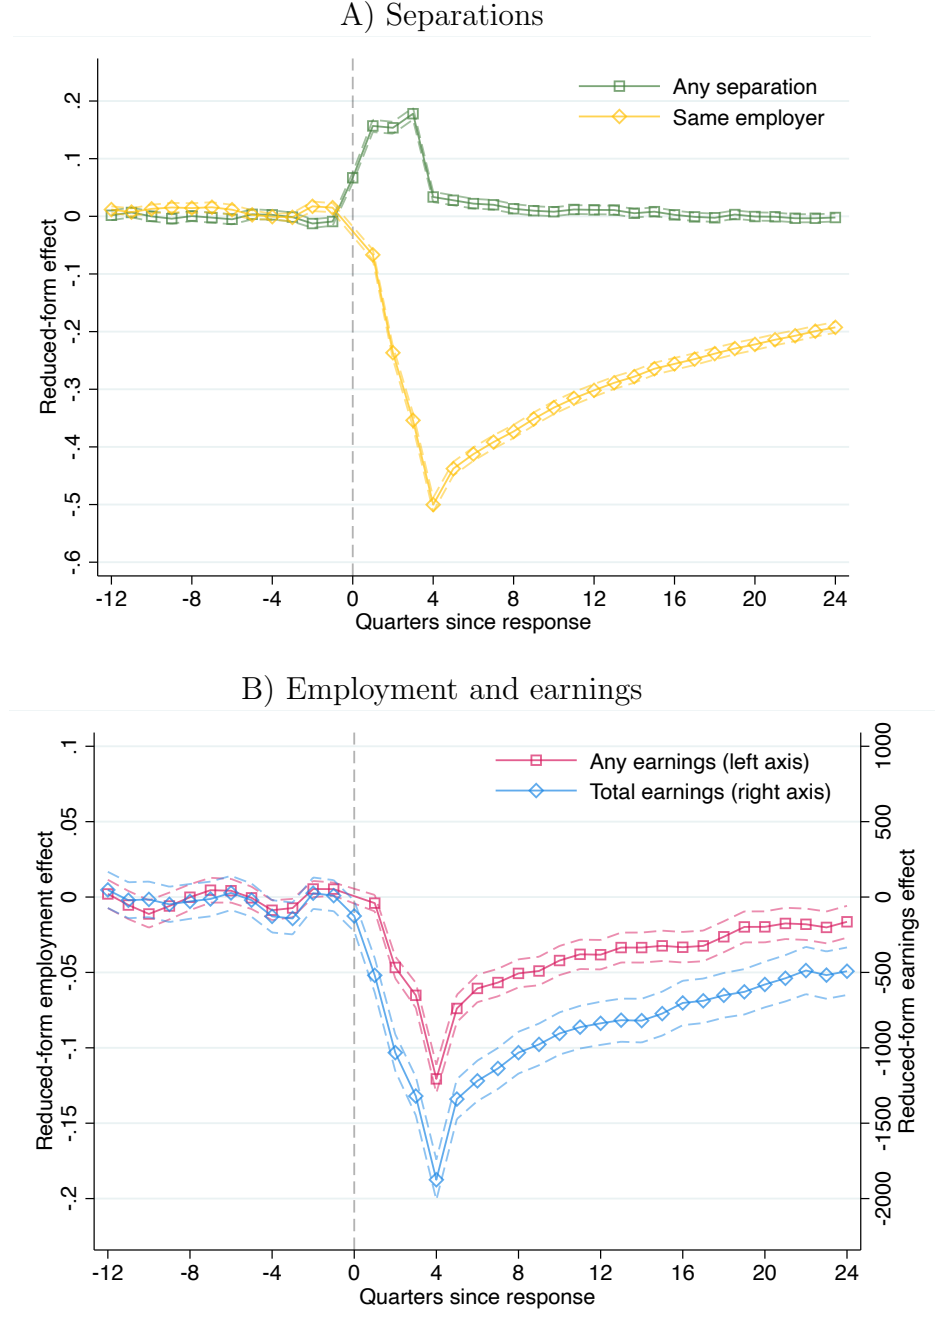 A) Separations
Any separation
Same employer
Reduced-form effect
.2
.1
0
-.1
-.2
-.3
-.4
-.5
-.6
-12 -8 -4 0 4 8 12 16 20 24
Quarters since response
B) Employment and earnings
Any earnings (left axis)
Total earnings (right axis)
Reduced-form employment effect
.1
.05
0
-.05
-.1
-.15
-.2
1000
500
0
-500
-1000
-1500
-2000
Reduced-form earnings effect
-12 -8 -4 0 4 8 12 16 20 24
Quarters since response